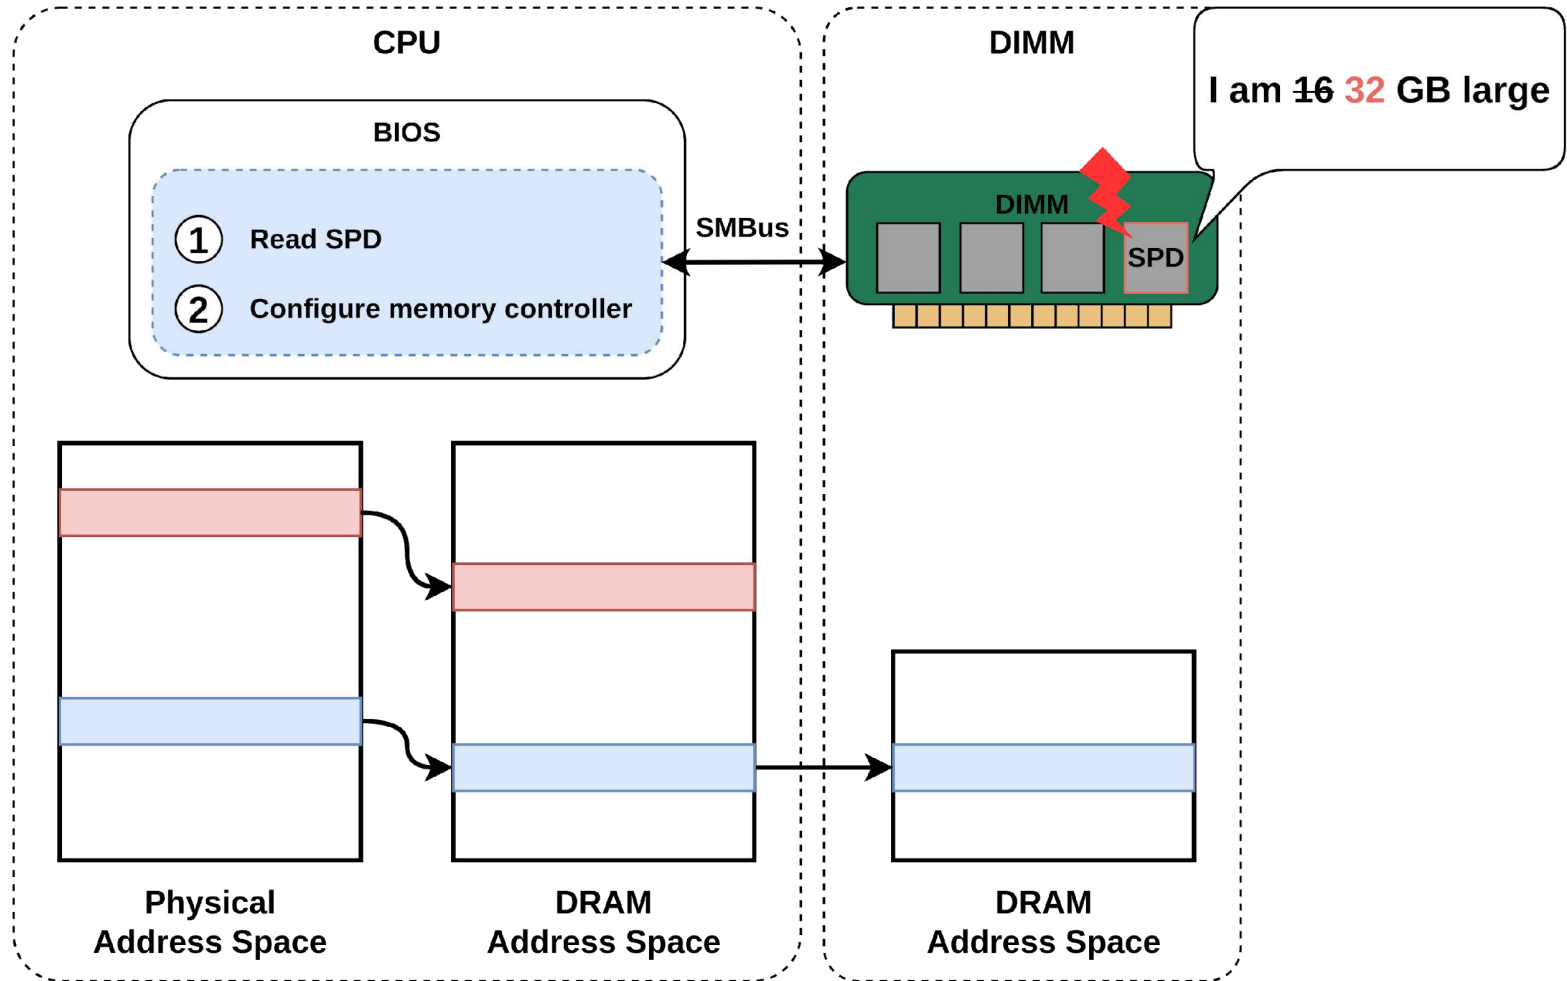 CPU
DIMM
I am 16 32 GB large
BIOS
1 Read SPD
2 Configure memory controller
SMBus
DIMM
SPD
Physical
Address Space
DRAM
Address Space
DRAM
Address Space